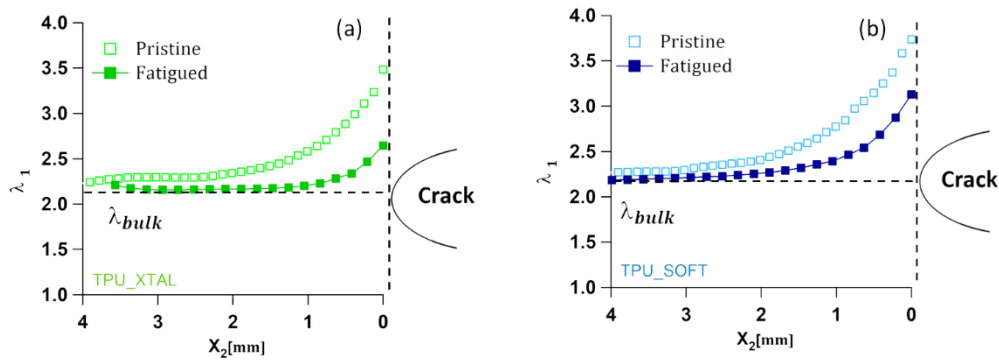 (a)
Pristine
Fatigued
4.0
3.5
3.0
2.5
2.0
1.5
1.0
λ 1
λbulk
Crack
TPU_XTAL
4 3 2 1 0
X2[mm]
(b)
Pristine
Fatigued
4.0
3.5
3.0
2.5
2.0
1.5
1.0
λ 1
λbulk
Crack
TPU_SOFT
4 3 2 1 0
X2[mm]